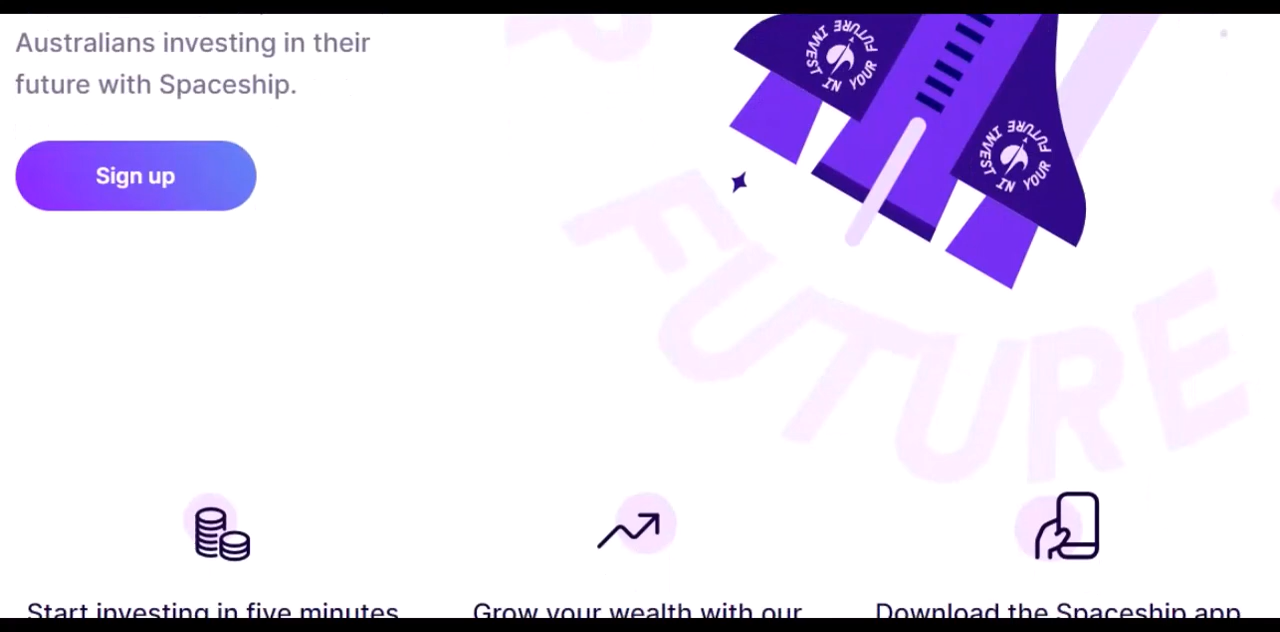 Australians investing in their
future with Spaceship.
Sign up
INVEST IN YOUR FUTURE
INVEST IN YOUR FUTURE
FUTURE
Start investing in five minutes
Grow your wealth with our
Download the Spaceship app